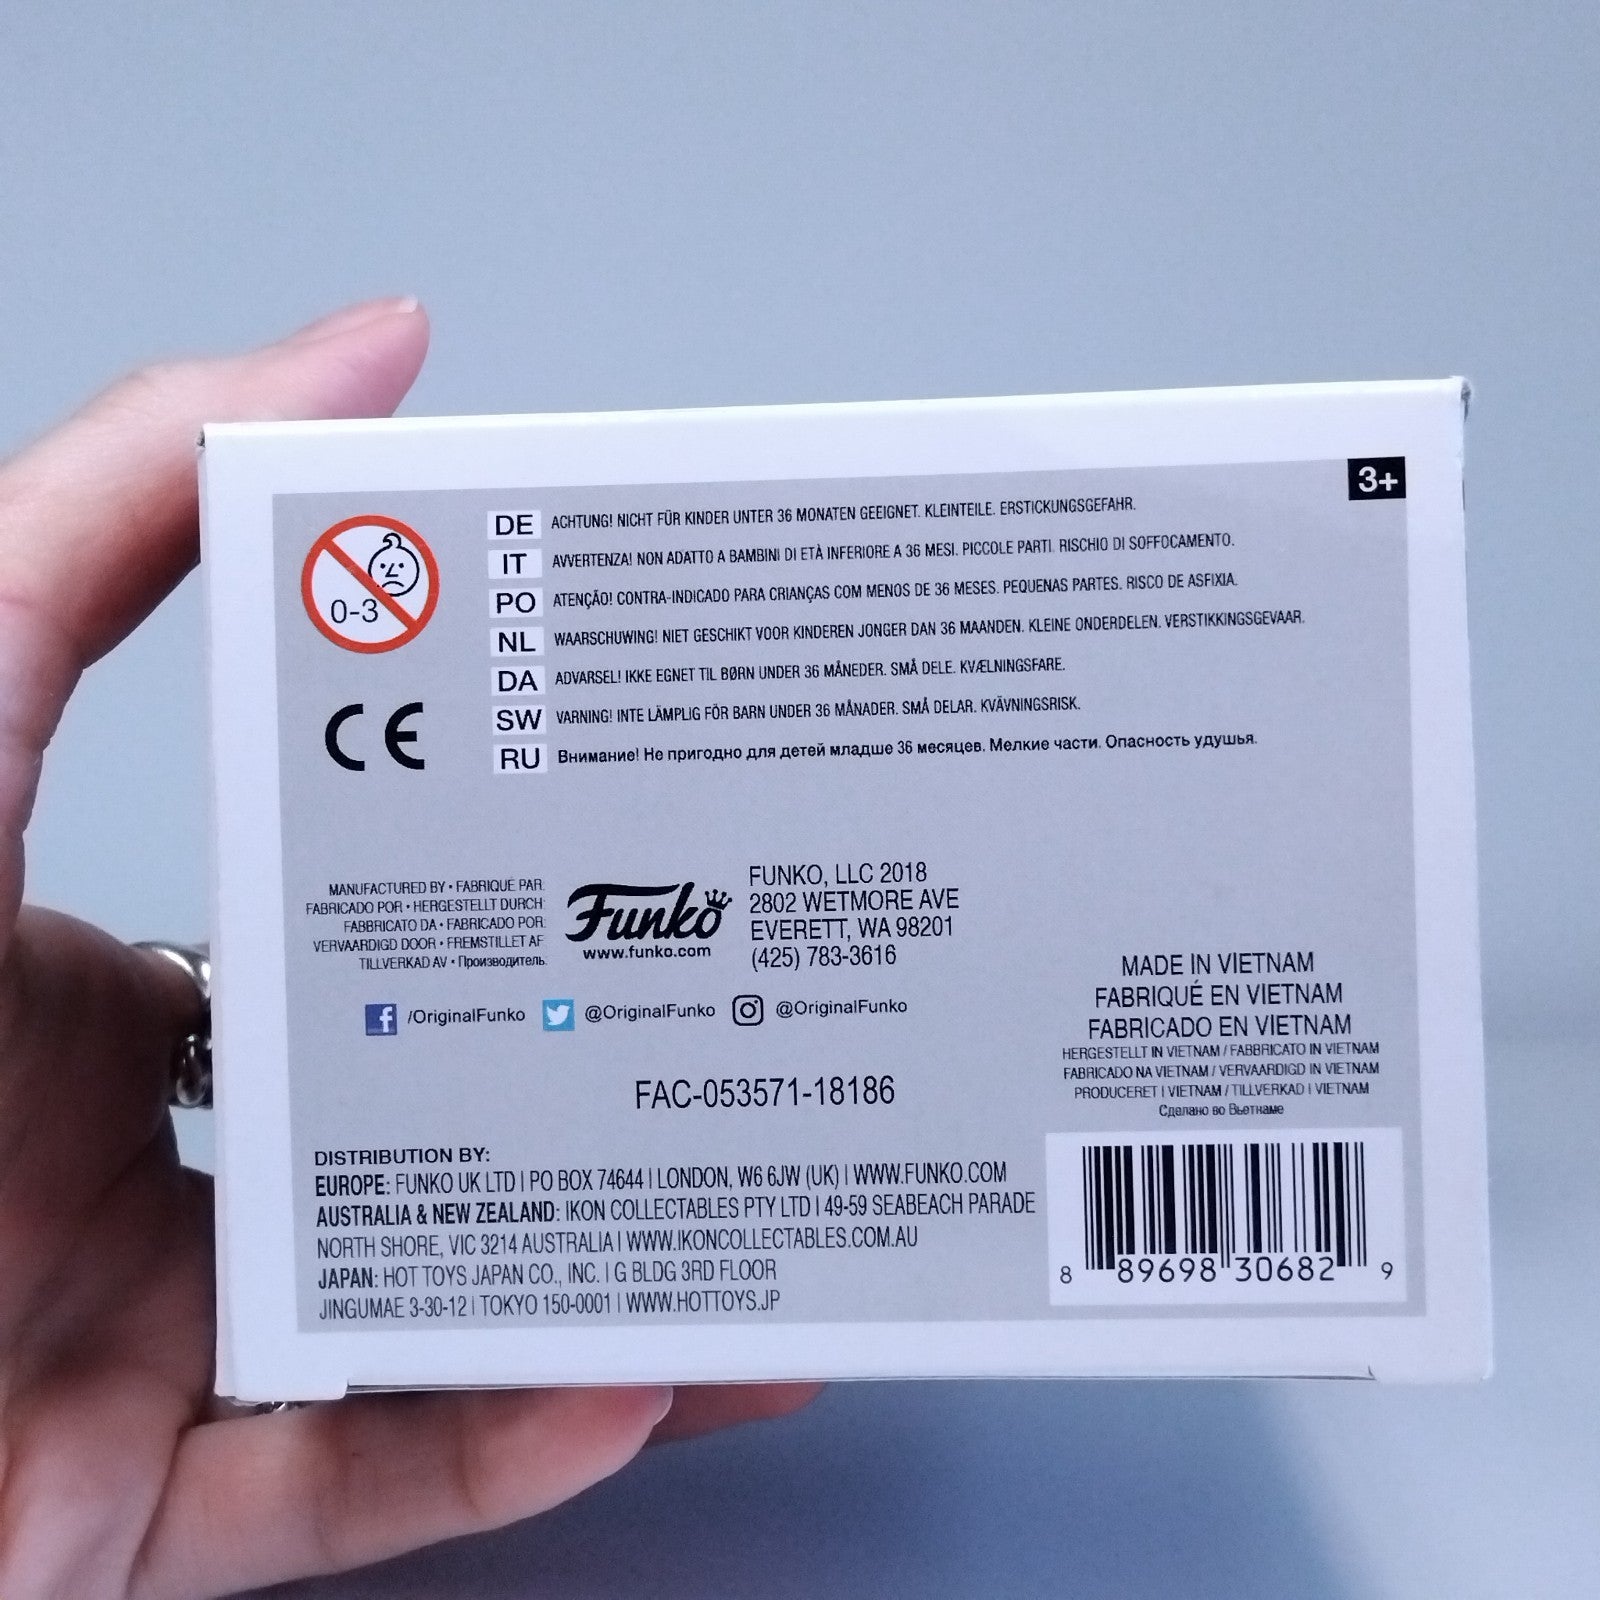 3+
0-3
DE ACHTUNG! NICHT FÜR KINDER UNTER 36 MONATEN GEEIGNET. KLEINTEILE. ERSTICKUNGSGEFAHR.
IT AVVERTENZA! NON ADATTO A BAMBINI DI ETÀ INFERIORE A 36 MESI. PICCOLE PARTI. RISCHIO DI SOFFOCAMENTO.
PO ATENÇÃO! CONTRA-INDICADO PARA CRIANÇAS COM MENOS DE 36 MESES. PEQUENAS PARTES. RISCO DE ASFIXIA.
NL WAARSCHUWING! NIET GESCHIKT VOOR KINDEREN JONGER DAN 36 MAANDEN. KLEINE ONDERDELEN. VERSTIKKINGSGEVAAR.
DA ADVARSEL! IKKE EGNET TIL BØRN UNDER 36 MÅNEDER. SMÅ DELE. KVÆLNINGSFARE.
SW VARNING! INTE LÄMPLIG FÖR BARN UNDER 36 MÅNADER. SMÅ DELAR. KVÄVNINGSRISK.
RU Внимание! Не пригодно для детей младше 36 месяцев. Мелкие части. Опасность удушья.
CE
MANUFACTURED BY • FABRIQUÉ PAR:
FABRICADO POR • HERGESTELLT DURCH:
FABBRICATO DA • FABRICADO POR:
VERVAARDIGD DOOR • FREMSTILLET AF:
TILLVERKAD AV • Производитель:
Funko
www.funko.com
FUNKO, LLC 2018
2802 WETMORE AVE
EVERETT, WA 98201
(425) 783-3616
/OriginalFunko @OriginalFunko @OriginalFunko
FAC-053571-18186
MADE IN VIETNAM
FABRIQUÉ EN VIETNAM
FABRICADO EN VIETNAM
HERGESTELLT IN VIETNAM / FABBRICATO IN VIETNAM
FABRICADO NA VIETNAM / VERVAARDIGD IN VIETNAM
PRODUCERET I VIETNAM / TILLVERKAD I VIETNAM
Сделано во Вьетнаме
DISTRIBUTION BY:
EUROPE: FUNKO UK LTD | PO BOX 74644 | LONDON, W6 6JW (UK) | WWW.FUNKO.COM
AUSTRALIA & NEW ZEALAND: IKON COLLECTABLES PTY LTD | 49-59 SEABEACH PARADE
NORTH SHORE, VIC 3214 AUSTRALIA | WWW.IKONCOLLECTABLES.COM.AU
JAPAN: HOT TOYS JAPAN CO., INC. | G BLDG 3RD FLOOR
JINGUMAE 3-30-12 | TOKYO 150-0001 | WWW.HOTTOYS.JP
8 89698 30682 9